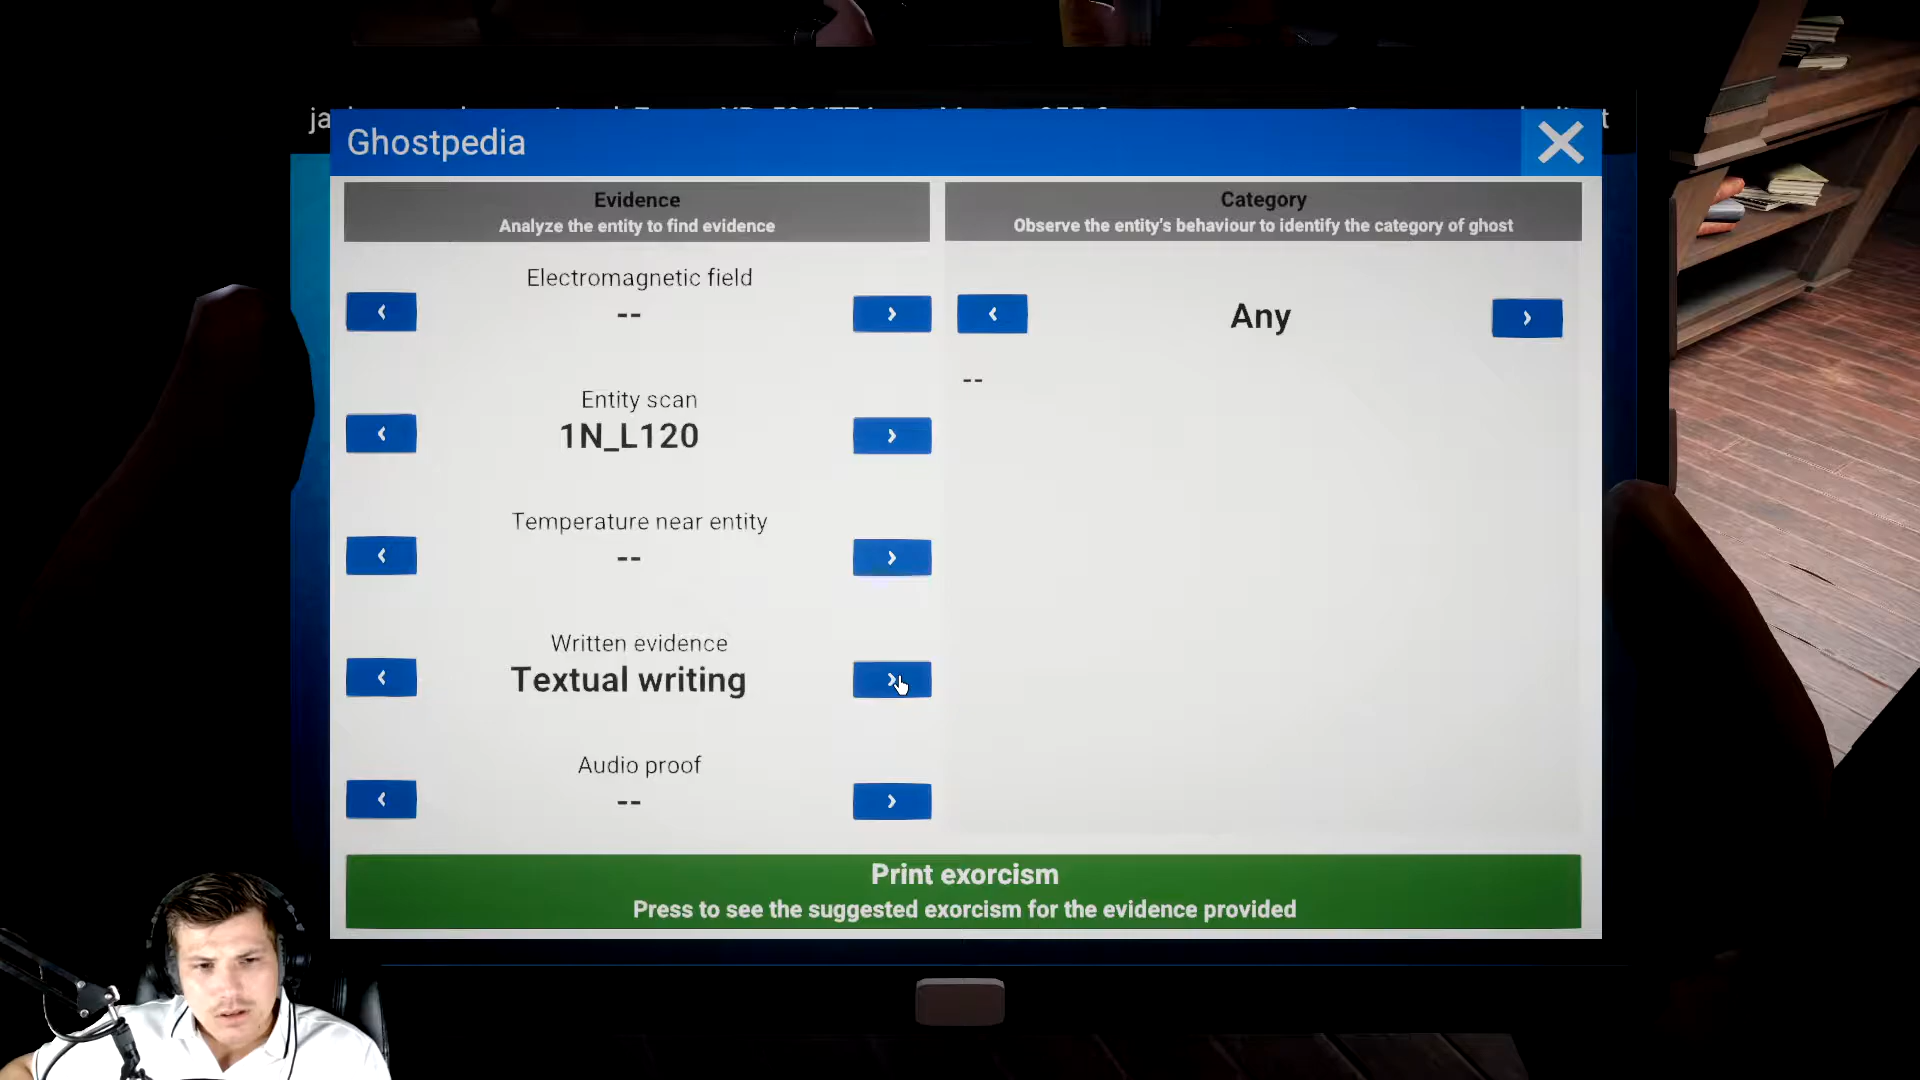 Ghostpedia
Evidence
Analyze the entity to find evidence
Category
Observe the entity's behaviour to identify the category of ghost
Electromagnetic field
--
Any
--
Entity scan
1N_L120
Temperature near entity
--
Written evidence
Textual writing
Audio proof
--
Print exorcism
Press to see the suggested exorcism for the evidence provided